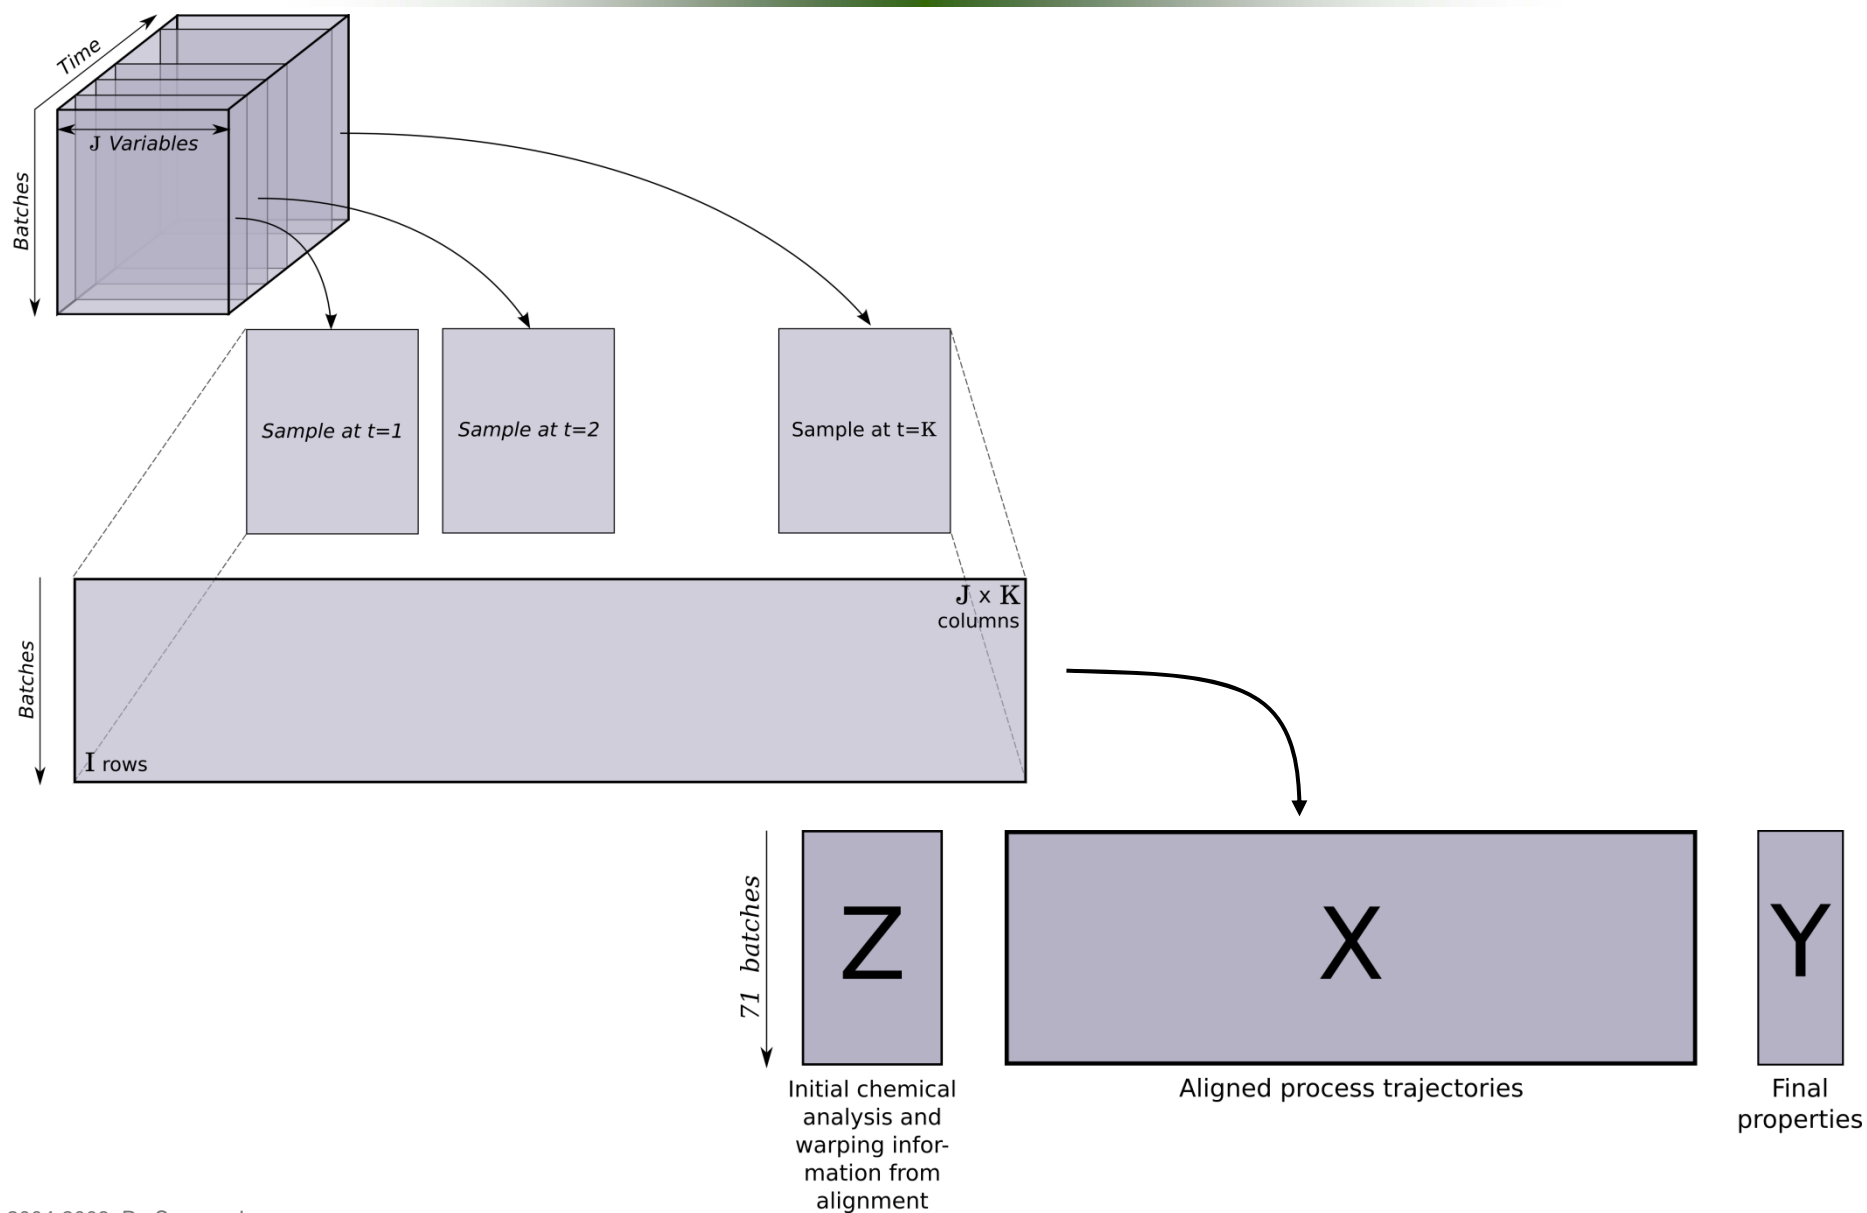 Time
J Variables
Batches
Sample at t=1
Sample at t=2
Sample at t=K
J x K
columns
Batches
I rows
71 batches
Z
X
Y
Initial chemical
analysis and
warping infor-
mation from
alignment
Aligned process trajectories
Final
properties